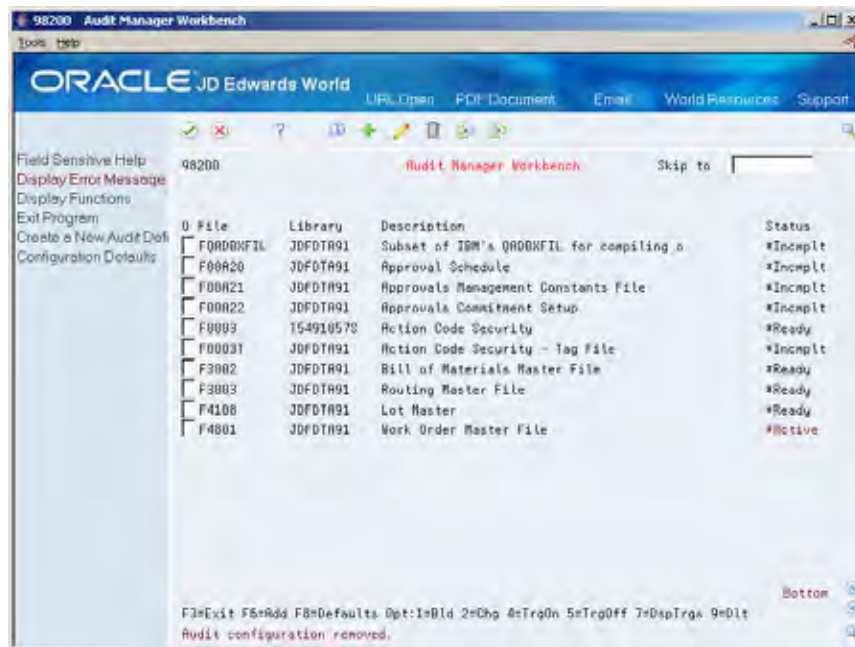 98200 Audit Manager Workbench
Tools Help
ORACLE JD Edwards World
URL Open PDF Document Email World Resources Support
Field Sensitive Help
Display Error Message
Display Functions
Exit Program
Create a New Audit Defi
Configuration Defaults
98200 Audit Manager Workbench Skip to
O File Library Description Status
FQADBXFIL JDFDTA91 Subset of IBM's QADBXFIL for compiling o *Incmplt
F00A20 JDFDTA91 Approval Schedule *Incmplt
F00A21 JDFDTA91 Approvals Management Constants File *Incmplt
F00A22 JDFDTA91 Approvals Commitment Setup *Incmplt
F0003 Action Code Security *Ready
F0003T JDFDTA91 Action Code Security - Tag File *Incmplt
F3002 JDFDTA91 Bill of Materials Master File *Ready
F3003 JDFDTA91 Routing Master File *Ready
F4108 JDFDTA91 Lot Master *Ready
F4801 JDFDTA91 Work Order Master File *Active
Bottom
F3=Exit F6=Add F8=Defaults Opt:1=Bld 2=Chg 4=TrgOn 5=TrgOff 7=DspTrgs 9=Dlt
Audit configuration removed.